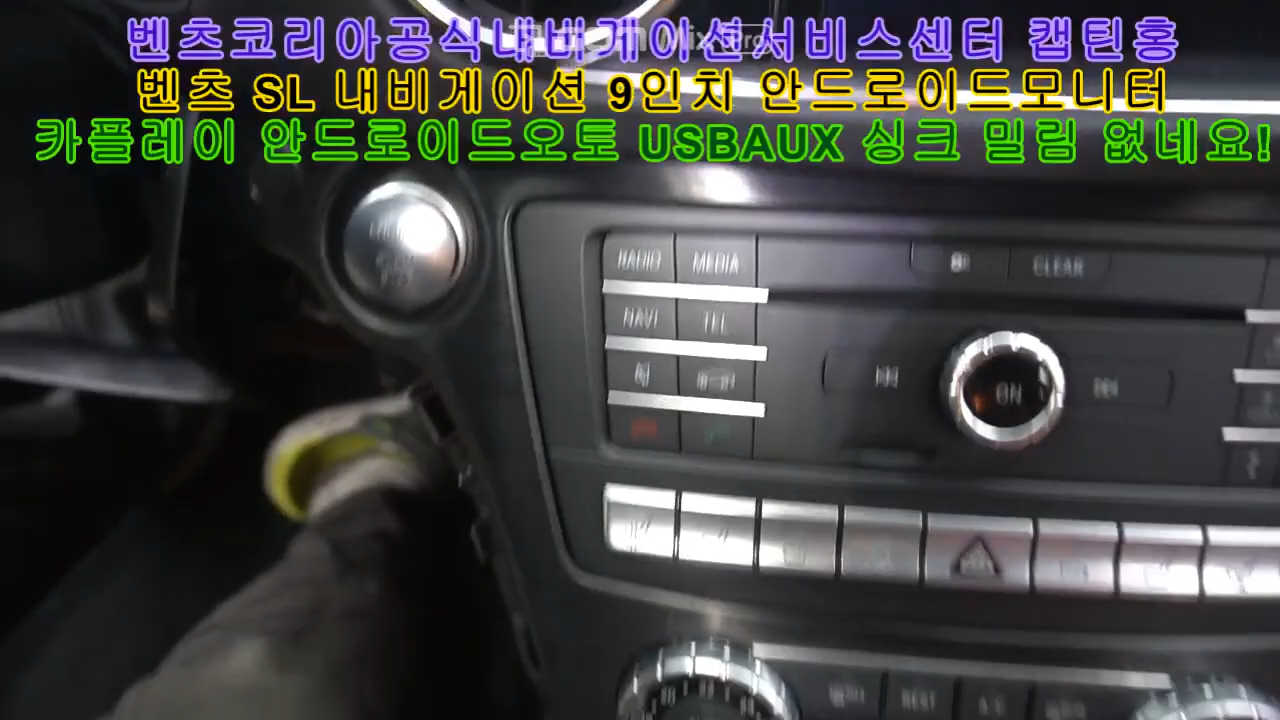 벤츠코리아공식내비게이션서비스센터 캡틴홍
벤츠 SL 내비게이션 9인치 안드로이드모니터
카플레이 안드로이드오토 USBAUX 싱크 밀림 없네요!
RADIO MEDIA
CLEAR
NAVI TEL
ON
REST